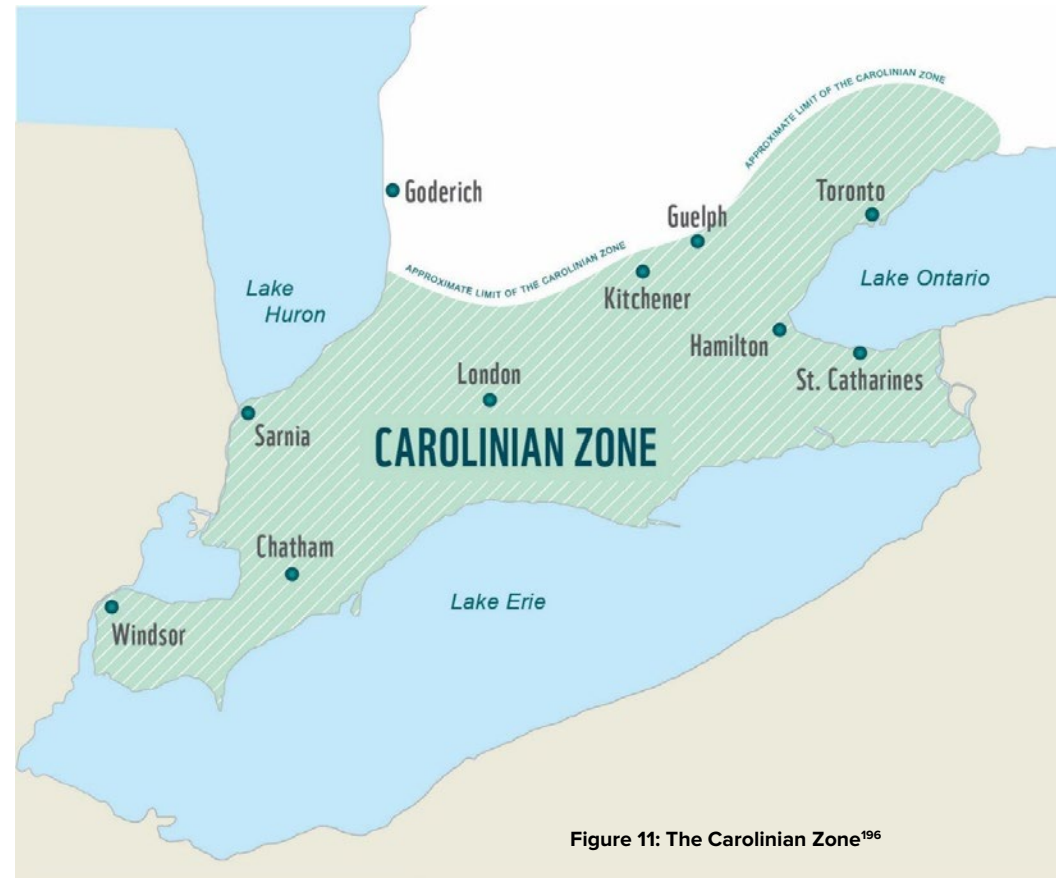 APPROXIMATE LIMIT OF THE CAROLINIAN ZONE
Goderich
Toronto
Guelph
APPROXIMATE LIMIT OF THE CAROLINIAN ZONE
Lake
Huron
Kitchener
Lake Ontario
Hamilton
St. Catharines
London
Sarnia
CAROLINIAN ZONE
Chatham
Lake Erie
Windsor
Figure 11: The Carolinian Zone¹⁹⁶